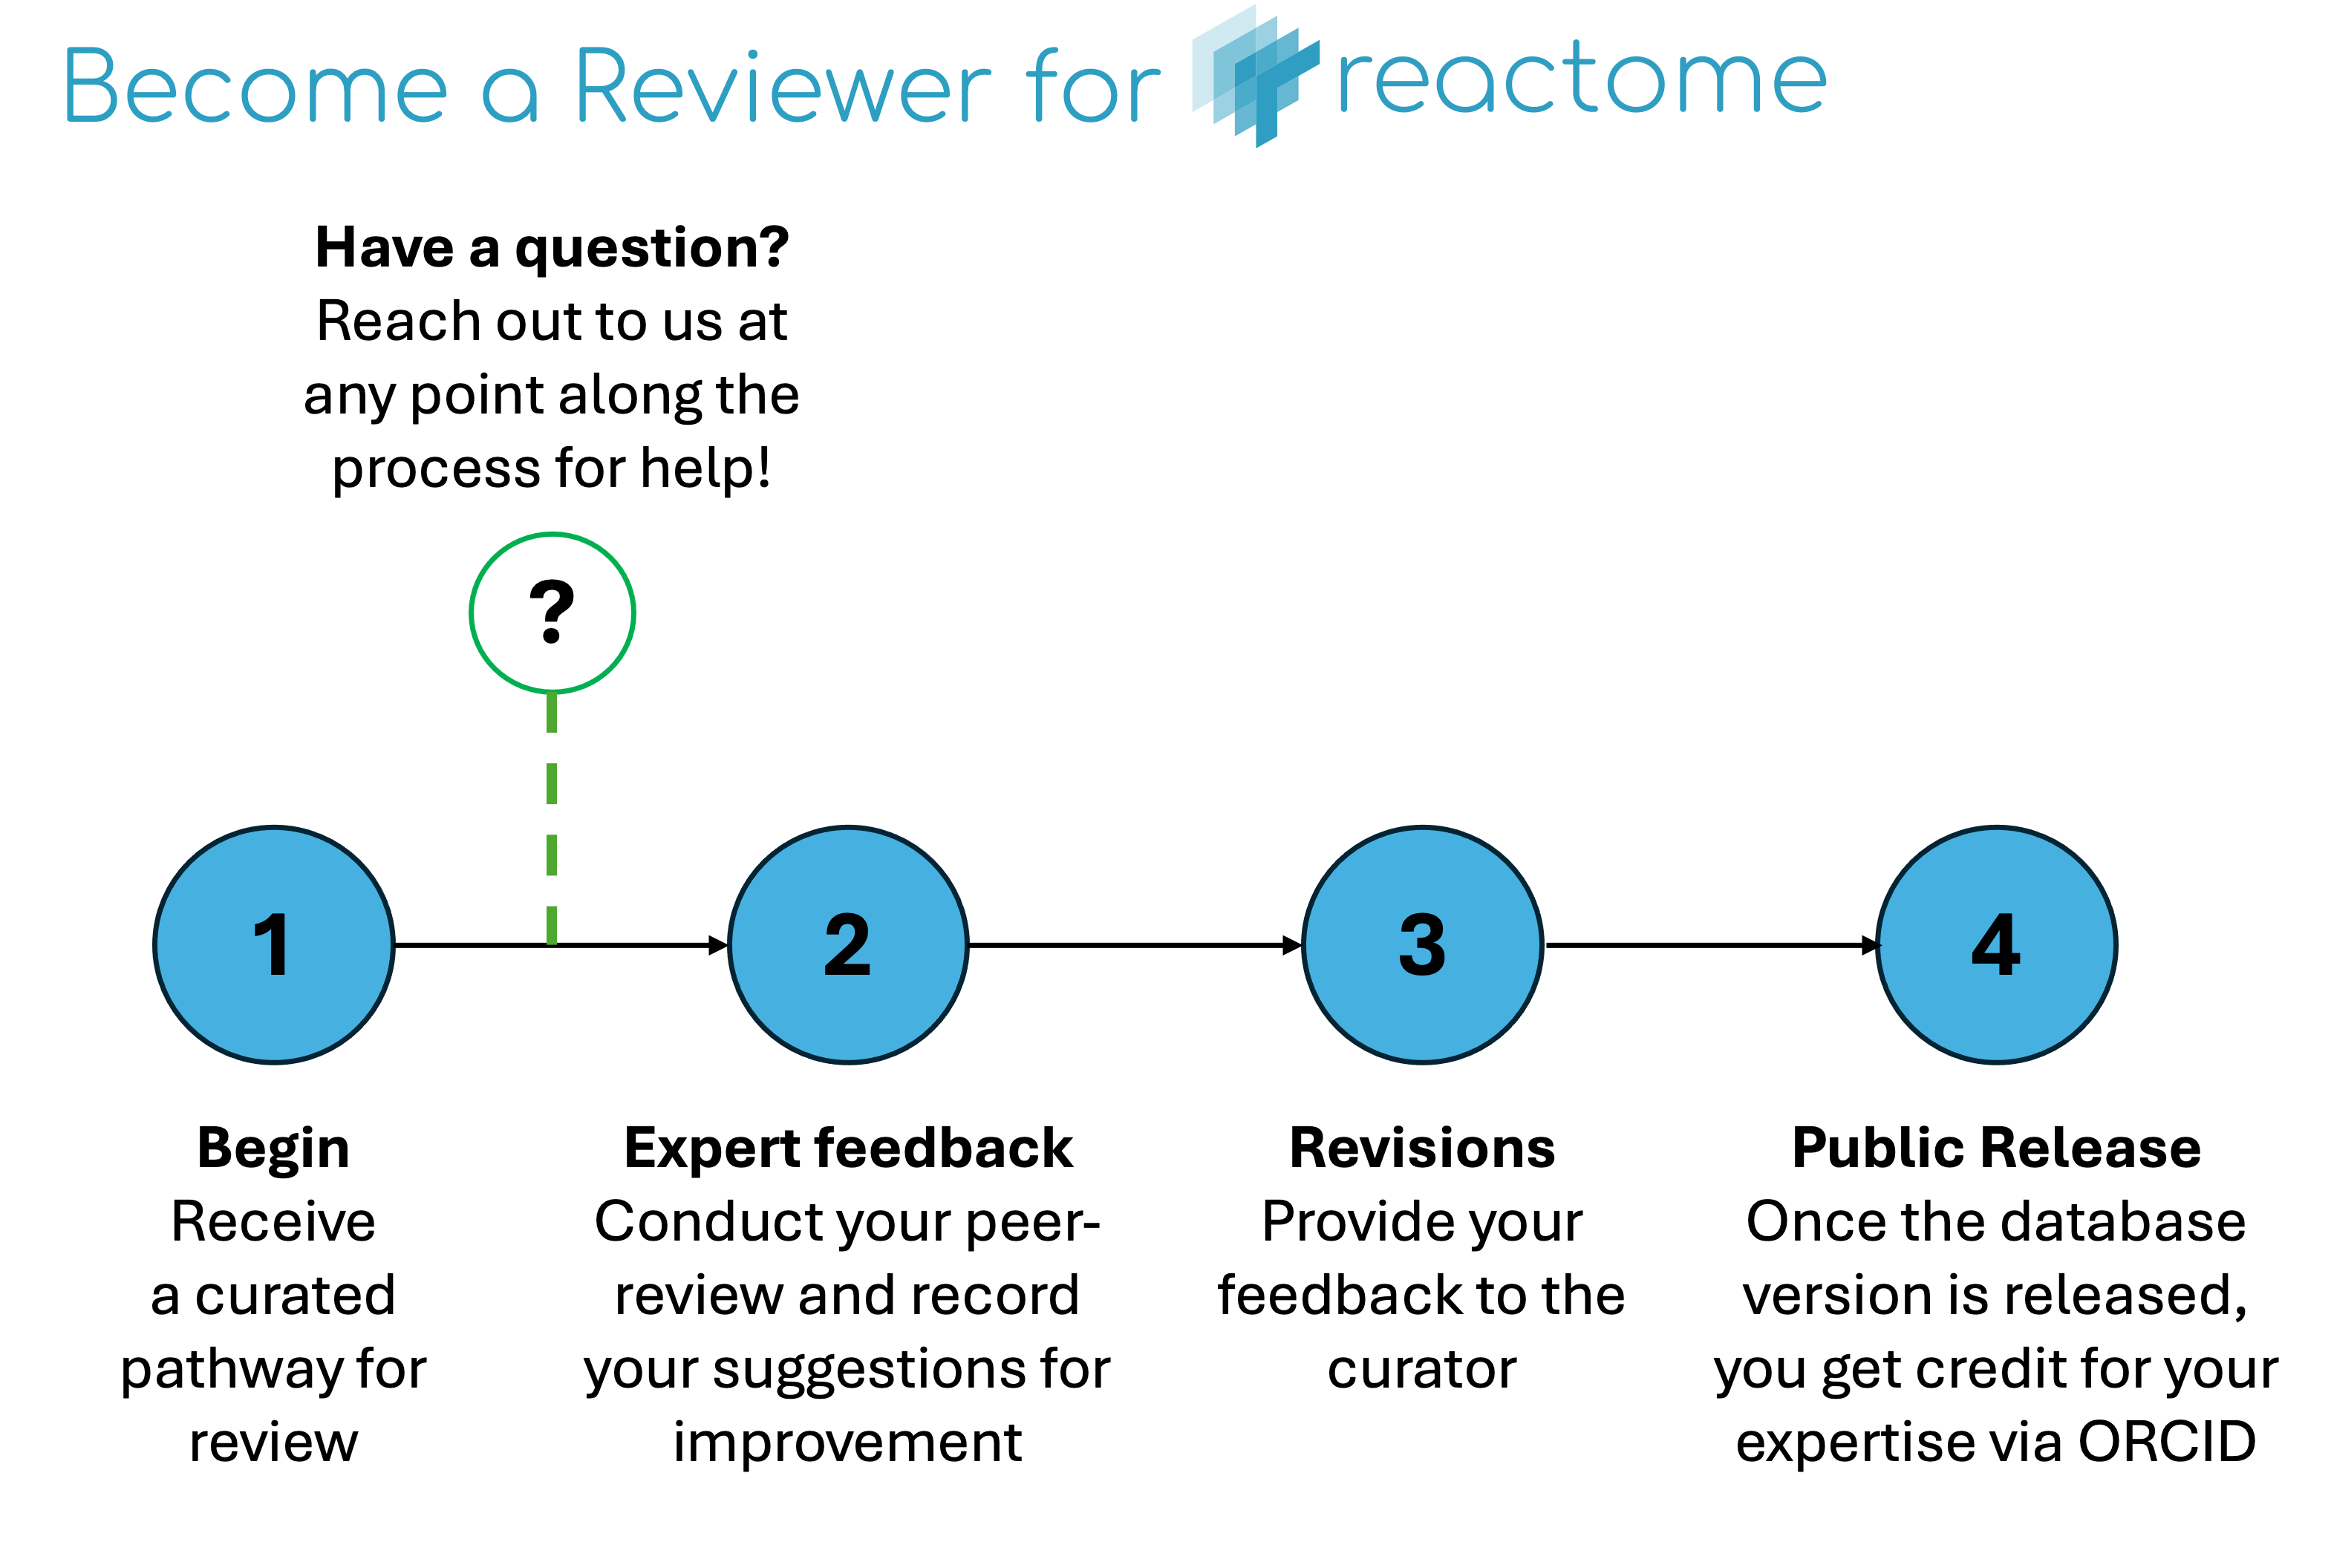 Become a Reviewer for reactome
Have a question?
Reach out to us at
any point along the
process for help!
?
1
2
3
4
Begin
Receive
a curated
pathway for
review
Expert feedback
Conduct your peer-
review and record
your suggestions for
improvement
Revisions
Provide your
feedback to the
curator
Public Release
Once the database
version is released,
you get credit for your
expertise via ORCID